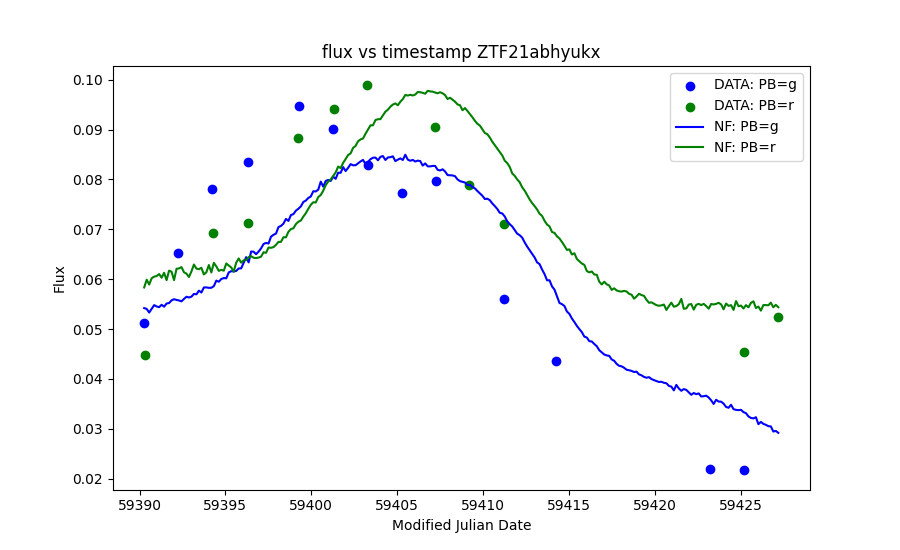 flux vs timestamp ZTF21abhyukx
0.10
0.09
0.08
0.07
0.06
0.05
0.04
0.03
0.02
Flux
DATA: PB=g
DATA: PB=r
NF: PB=g
NF: PB=r
59390 59395 59400 59405 59410 59415 59420 59425
Modified Julian Date